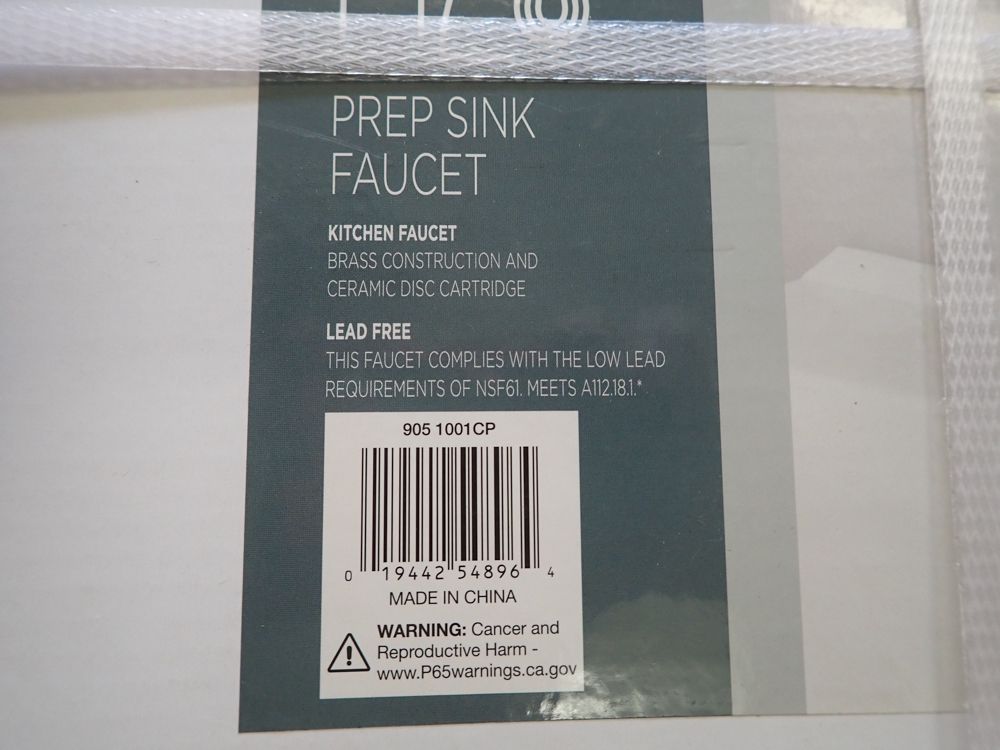 PREP SINK
FAUCET
KITCHEN FAUCET
BRASS CONSTRUCTION AND
CERAMIC DISC CARTRIDGE
LEAD FREE
THIS FAUCET COMPLIES WITH THE LOW LEAD
REQUIREMENTS OF NSF61. MEETS A112.18.1.*
905 1001CP
0 19442 54896 4
MADE IN CHINA
WARNING: Cancer and
Reproductive Harm -
www.P65warnings.ca.gov